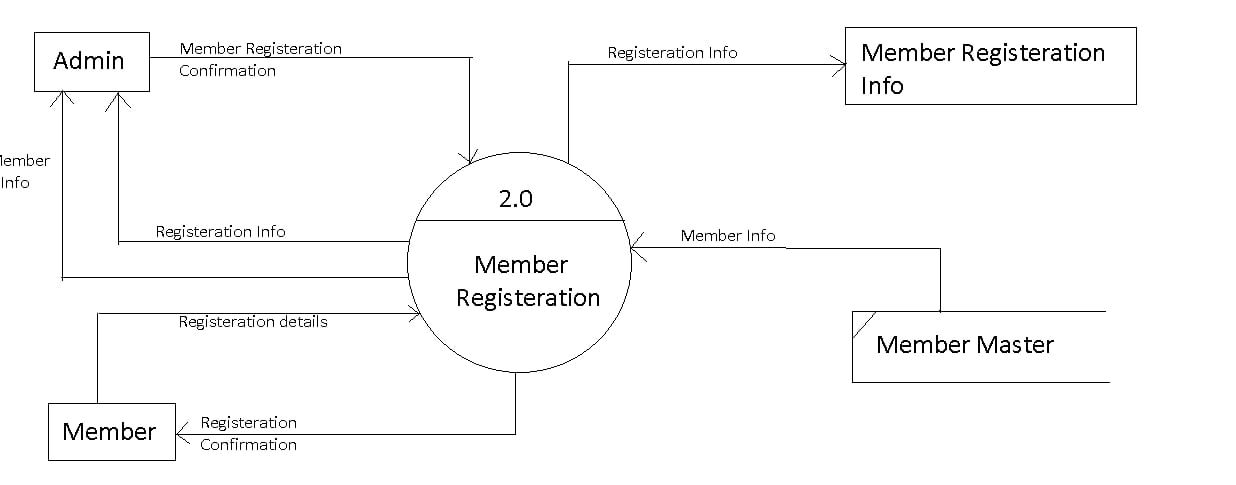 Admin
Member Registeration
Confirmation
Registeration Info
Member Registeration
Info
ember
Info
2.0
Registeration Info
Member Info
Member
Registeration
Registeration details
Member Master
Member
Registeration
Confirmation